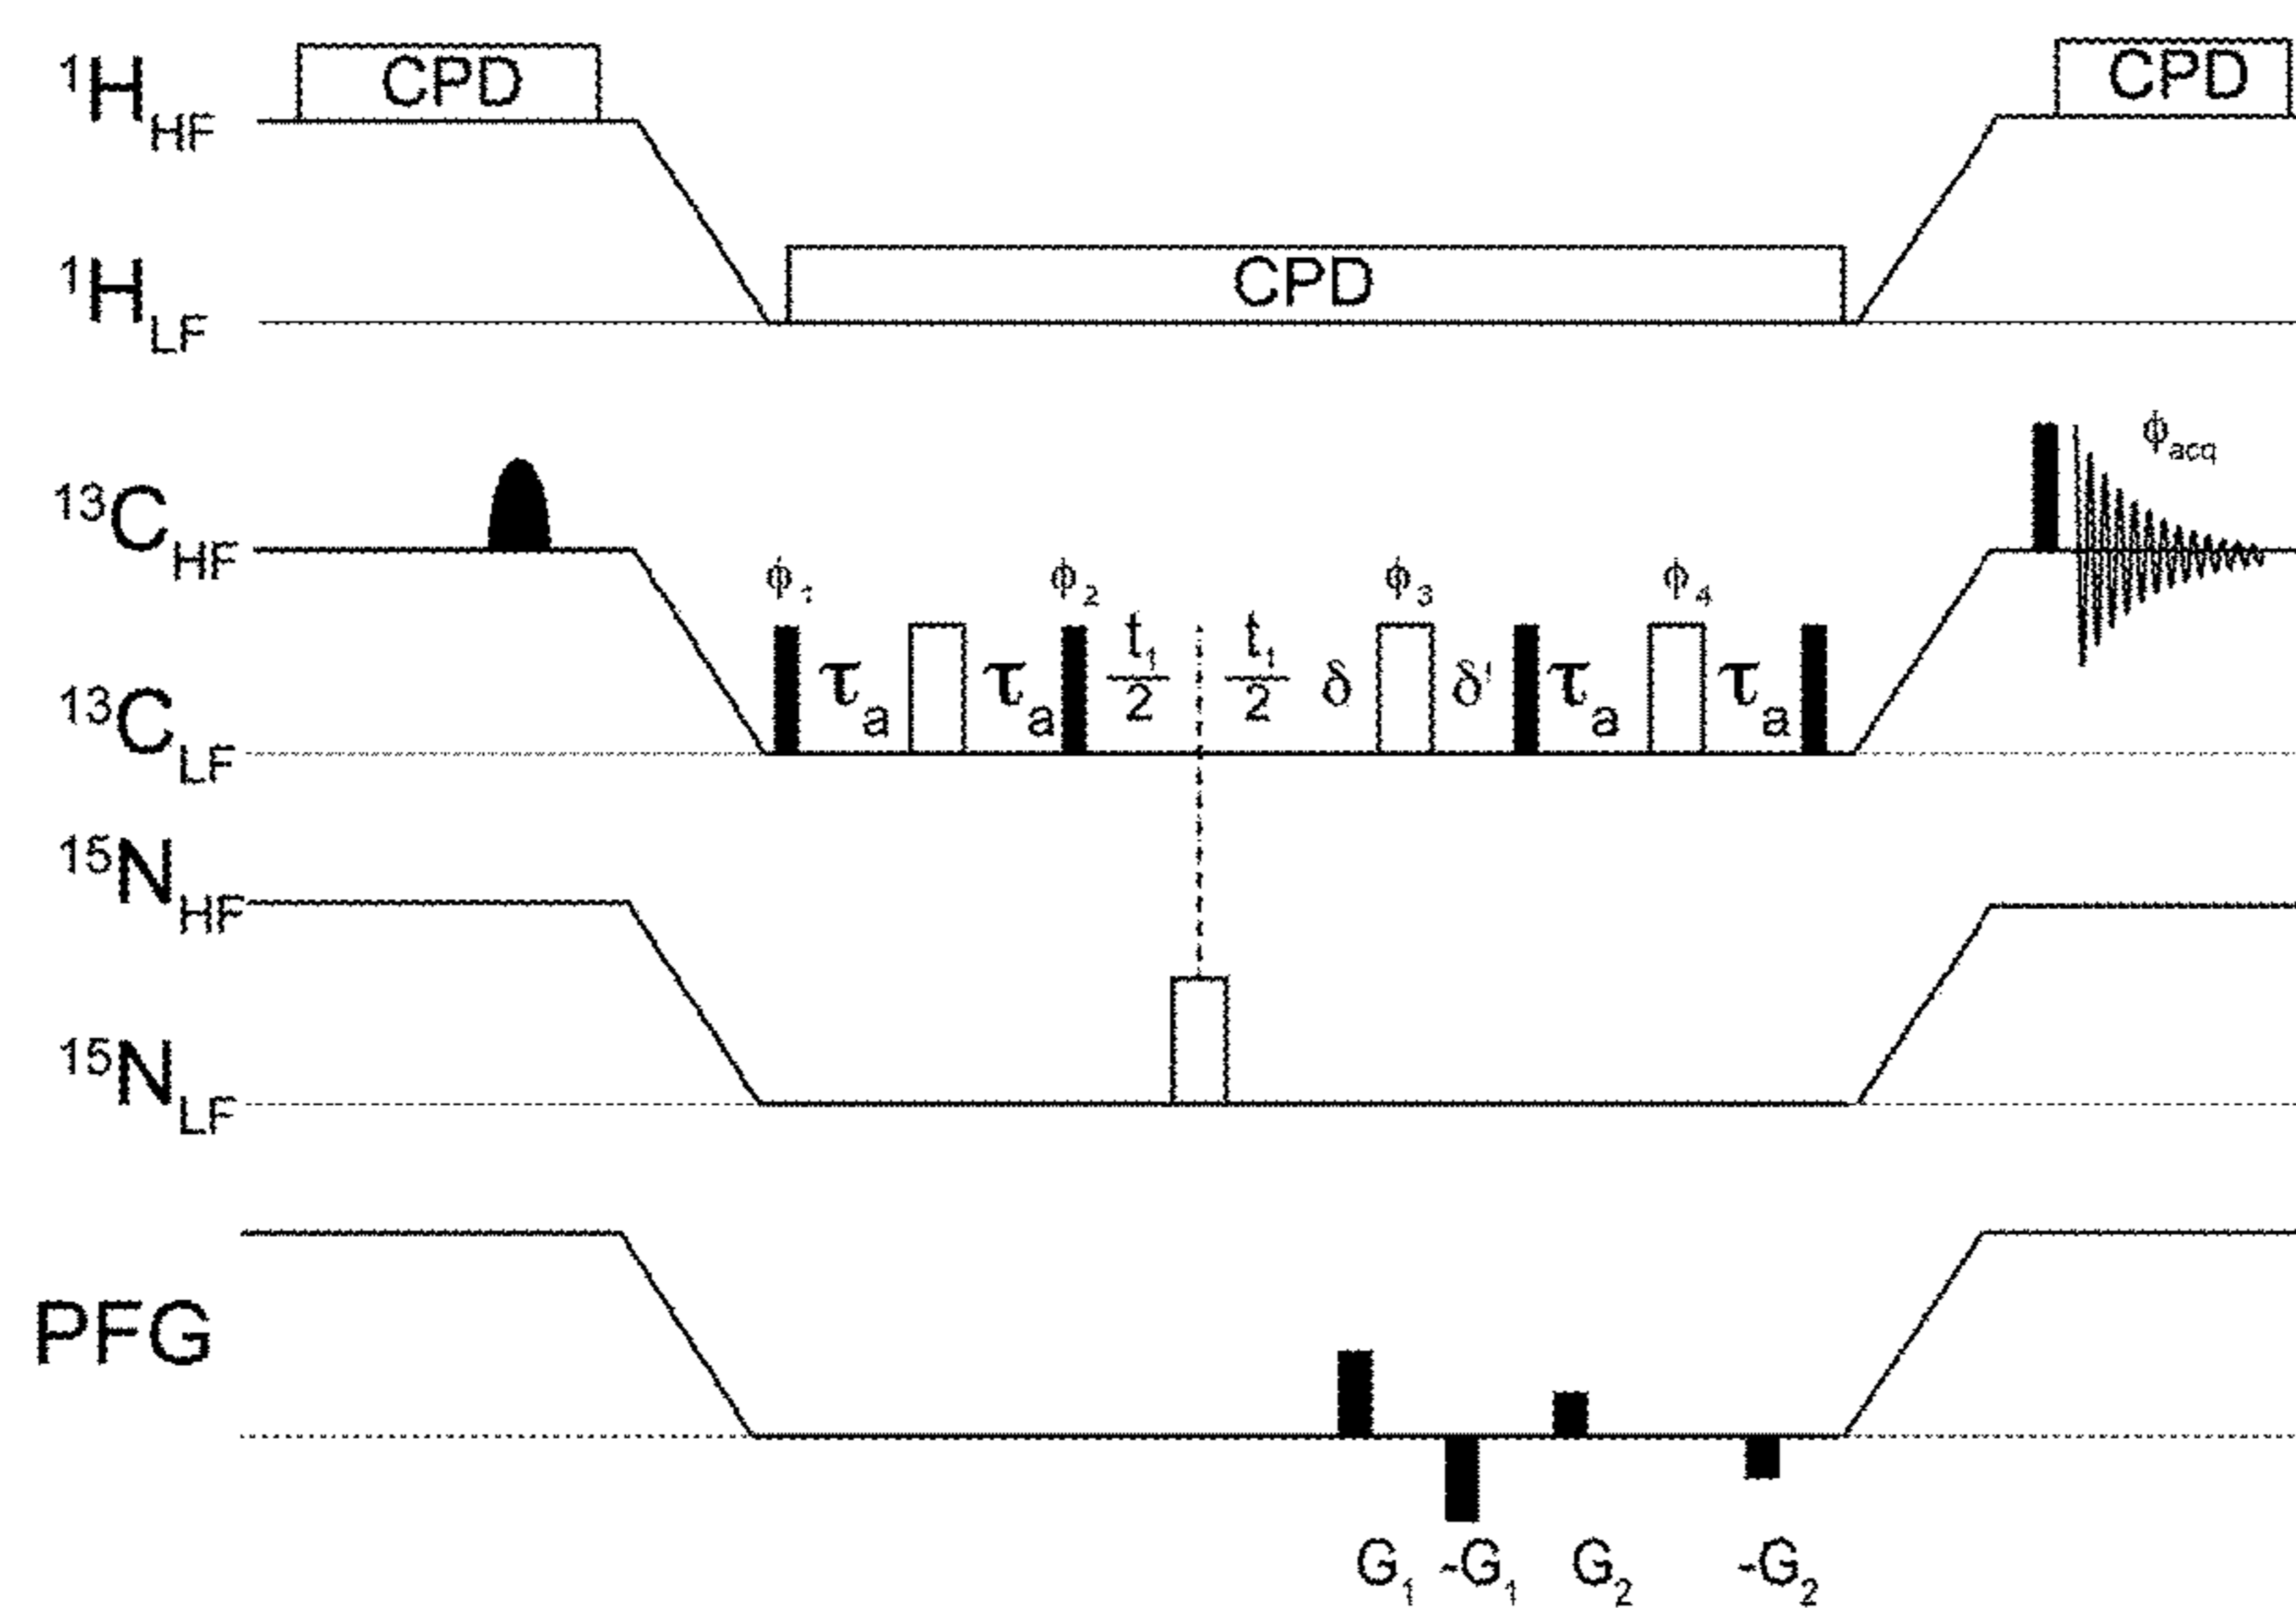 ¹H_HF CPD CPD
¹H_LF CPD
¹³C_HF ϕ_acq
ϕ₁ ϕ₂ ϕ₃ ϕ₄
¹³C_LF τ_a τ_a t₁/2 t₁/2 δ δ' τ_a τ_a
¹⁵N_HF
¹⁵N_LF
PFG
G₁ -G₁ G₂ -G₂